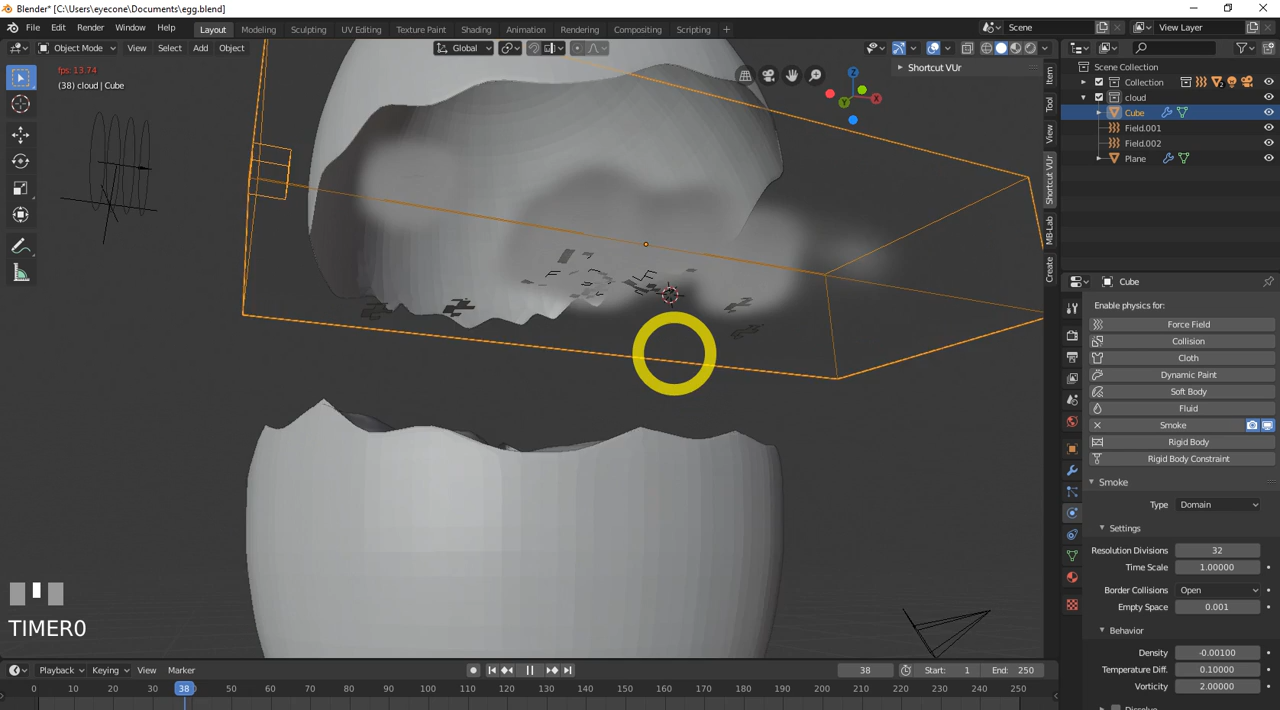 Blender* [C:\Users\eyecone\Documents\egg.blend]
File Edit Render Window Help Layout Modeling Sculpting UV Editing Texture Paint Shading Animation Rendering Compositing Scripting + Scene View Layer
Object Mode View Select Add Object Global
fps: 13.74
(38) cloud | Cube
Shortcut VUr
Z
X
Y
Item
Tool
View
Shortcut VUr
MB-Lab
Create
Scene Collection
Collection
cloud
Cube
Field.001
Field.002
Plane
Cube
Enable physics for:
Force Field
Collision
Cloth
Dynamic Paint
Soft Body
Fluid
Smoke
Rigid Body
Rigid Body Constraint
Smoke
Type Domain
Settings
Resolution Divisions 32
Time Scale 1.00000
Border Collisions Open
Empty Space 0.001
Behavior
Density -0.00100
Temperature Diff. 0.10000
Vorticity 2.00000
Dissolve
TIMER0
Playback Keying View Marker 38 Start: 1 End: 250
0 10 20 30 38 50 60 70 80 90 100 110 120 130 140 150 160 170 180 190 200 210 220 230 240 250